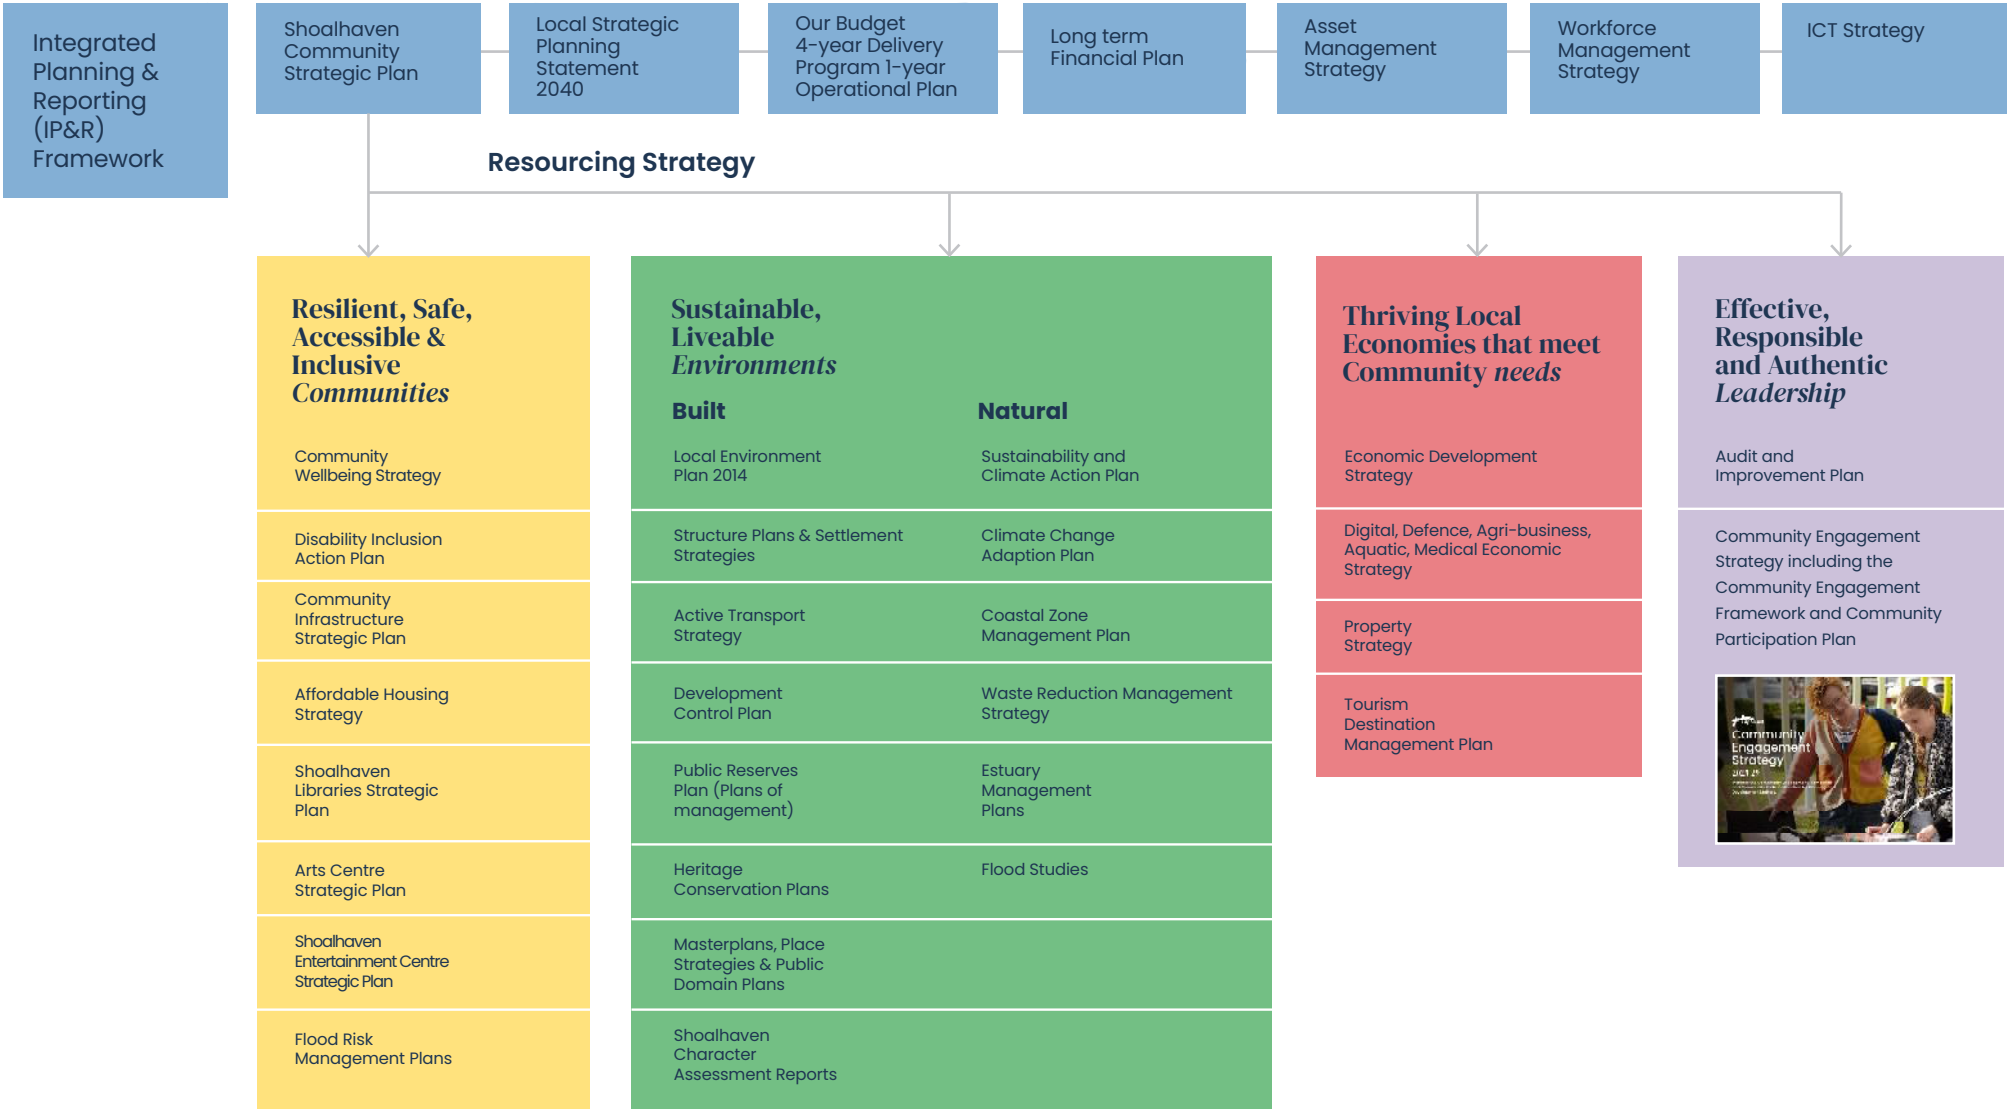 Integrated
Planning &
Reporting
(IP&R)
Framework
Shoalhaven
Community
Strategic Plan
Local Strategic
Planning
Statement
2040
Our Budget
4-year Delivery
Program 1-year
Operational Plan
Long term
Financial Plan
Asset
Management
Strategy
Workforce
Management
Strategy
ICT Strategy
Resourcing Strategy
Resilient, Safe,
Accessible &
Inclusive
Communities
Community
Wellbeing Strategy
Disability Inclusion
Action Plan
Community
Infrastructure
Strategic Plan
Affordable Housing
Strategy
Shoalhaven
Libraries Strategic
Plan
Arts Centre
Strategic Plan
Shoalhaven
Entertainment Centre
Strategic Plan
Flood Risk
Management Plans
Sustainable,
Liveable
Environments
Built
Local Environment
Plan 2014
Structure Plans & Settlement
Strategies
Active Transport
Strategy
Development
Control Plan
Public Reserves
Plan (Plans of
management)
Heritage
Conservation Plans
Masterplans, Place
Strategies & Public
Domain Plans
Shoalhaven
Character
Assessment Reports
Natural
Sustainability and
Climate Action Plan
Climate Change
Adaption Plan
Coastal Zone
Management Plan
Waste Reduction Management
Strategy
Estuary
Management
Plans
Flood Studies
Thriving Local
Economies that meet
Community needs
Economic Development
Strategy
Digital, Defence, Agri-business,
Aquatic, Medical Economic
Strategy
Property
Strategy
Tourism
Destination
Management Plan
Effective,
Responsible
and Authentic
Leadership
Audit and
Improvement Plan
Community Engagement
Strategy including the
Community Engagement
Framework and Community
Participation Plan
Community
Engagement
Strategy